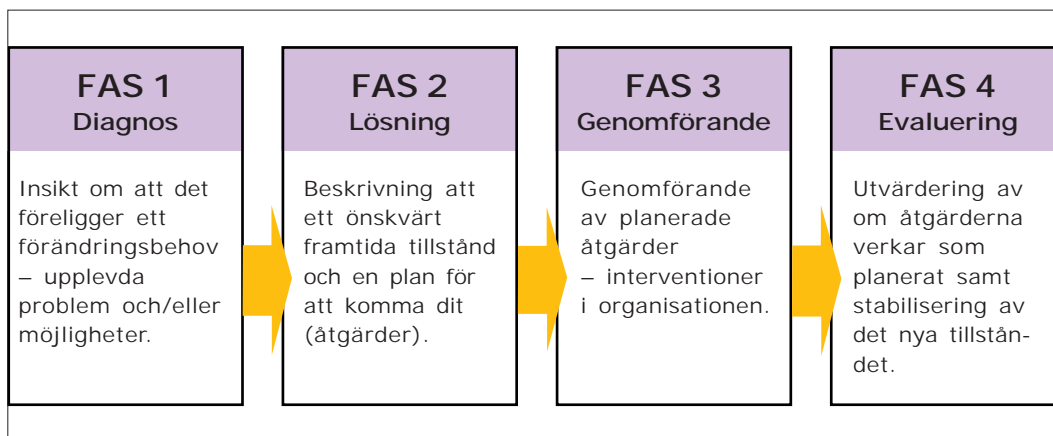 FAS 1
Diagnos
Insikt om att det
föreligger ett
förändringsbehov
– upplevda
problem och/eller
möjligheter.
FAS 2
Lösning
Beskrivning att
ett önskvärt
framtida tillstånd
och en plan för
att komma dit
(åtgärder).
FAS 3
Genomförande
Genomförande
av planerade
åtgärder
– interventioner
i organisationen.
FAS 4
Evaluering
Utvärdering av
om åtgärderna
verkar som
planerat samt
stabilisering av
det nya tillstån-
det.